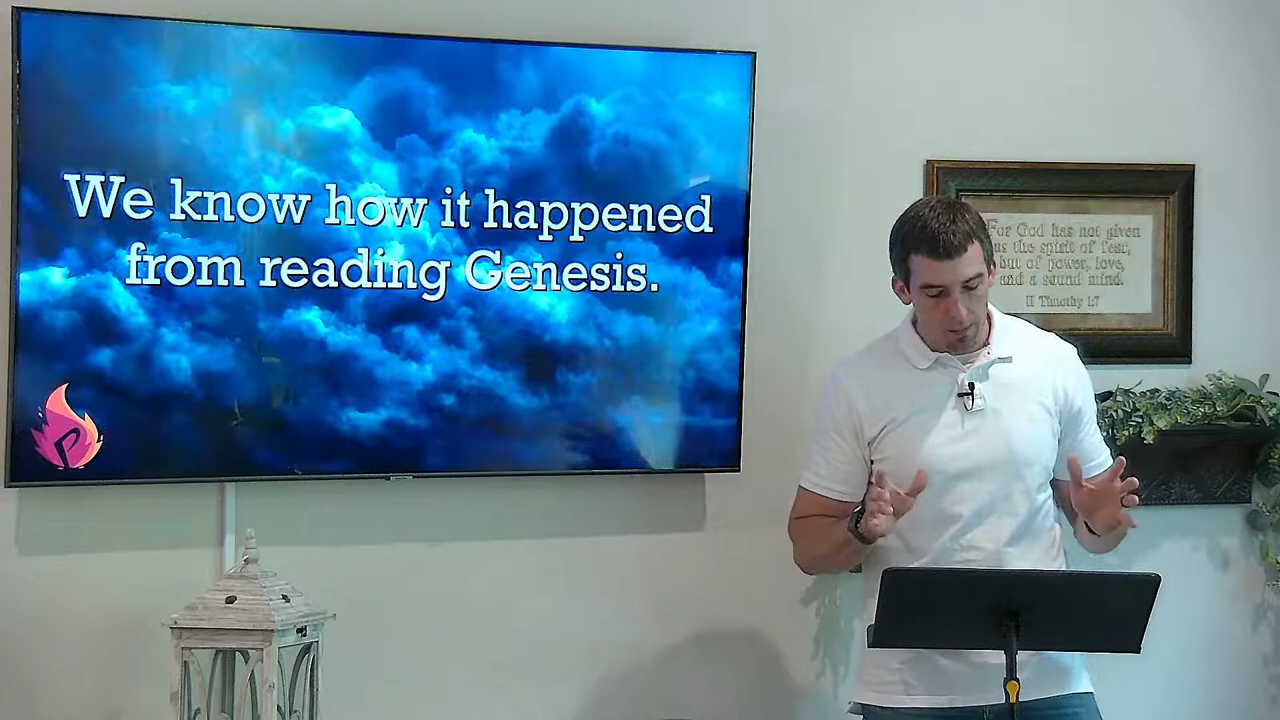 We know how it happened
from reading Genesis.
P
For God has not given
us the spirit of fear,
but of power, love,
and a sound mind.
II Timothy 1:7